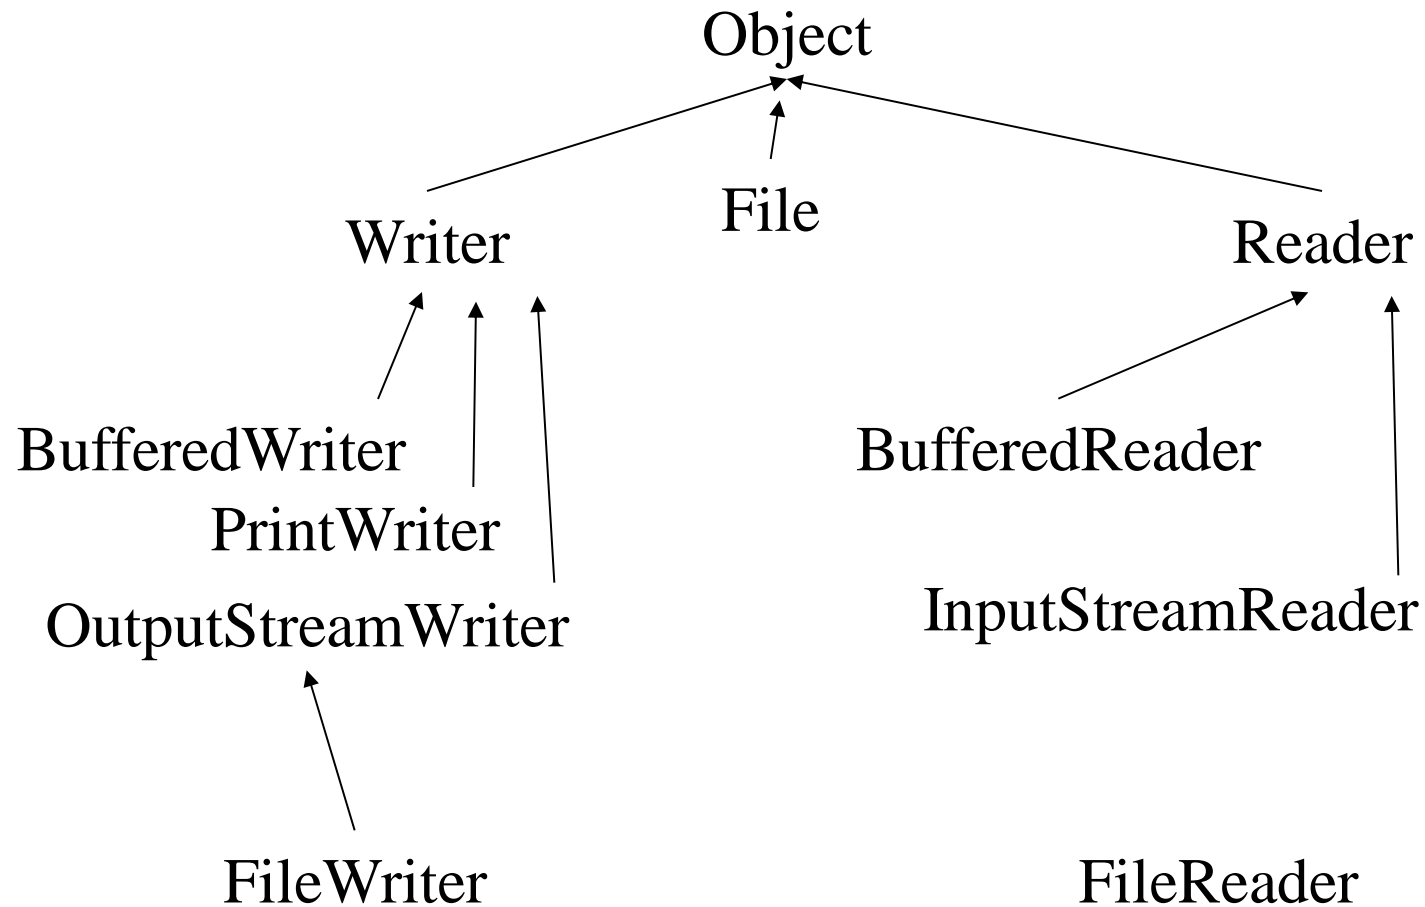 Object
File
Writer
Reader
BufferedWriter
BufferedReader
PrintWriter
OutputStreamWriter
InputStreamReader
FileWriter
FileReader